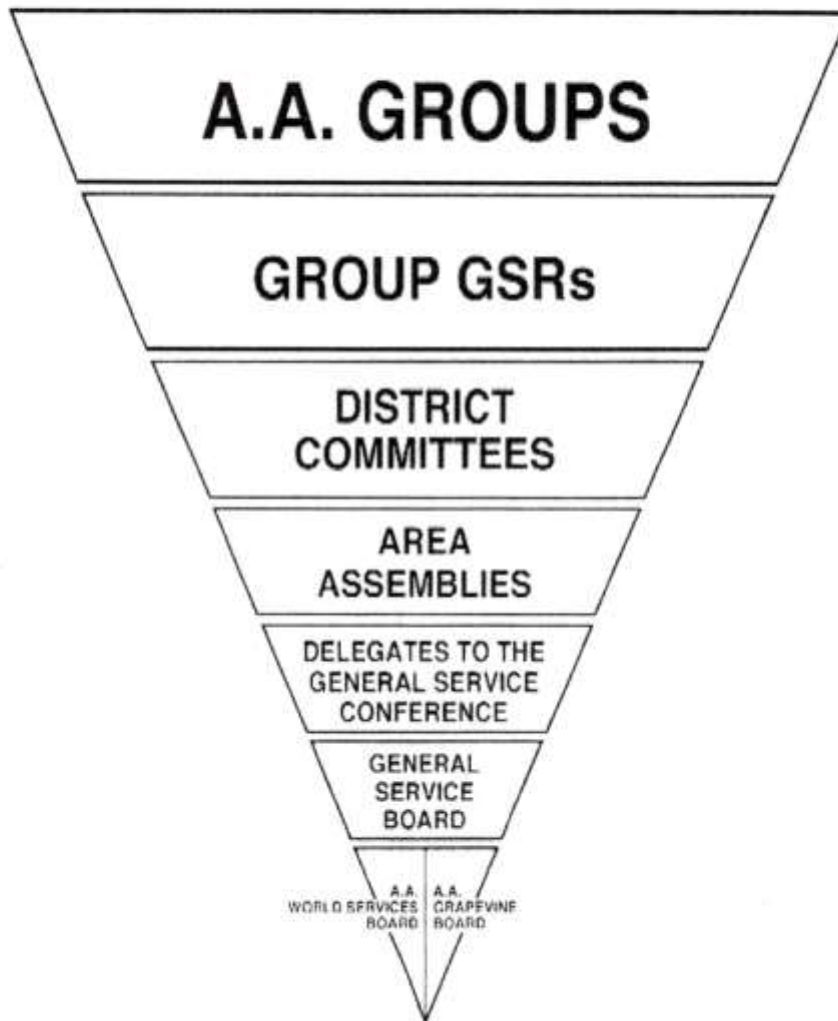 A.A. GROUPS
GROUP GSRs
DISTRICT
COMMITTEES
AREA
ASSEMBLIES
DELEGATES TO THE
GENERAL SERVICE
CONFERENCE
GENERAL
SERVICE
BOARD
A.A.
WORLD SERVICES
BOARD
A.A.
GRAPEVINE
BOARD